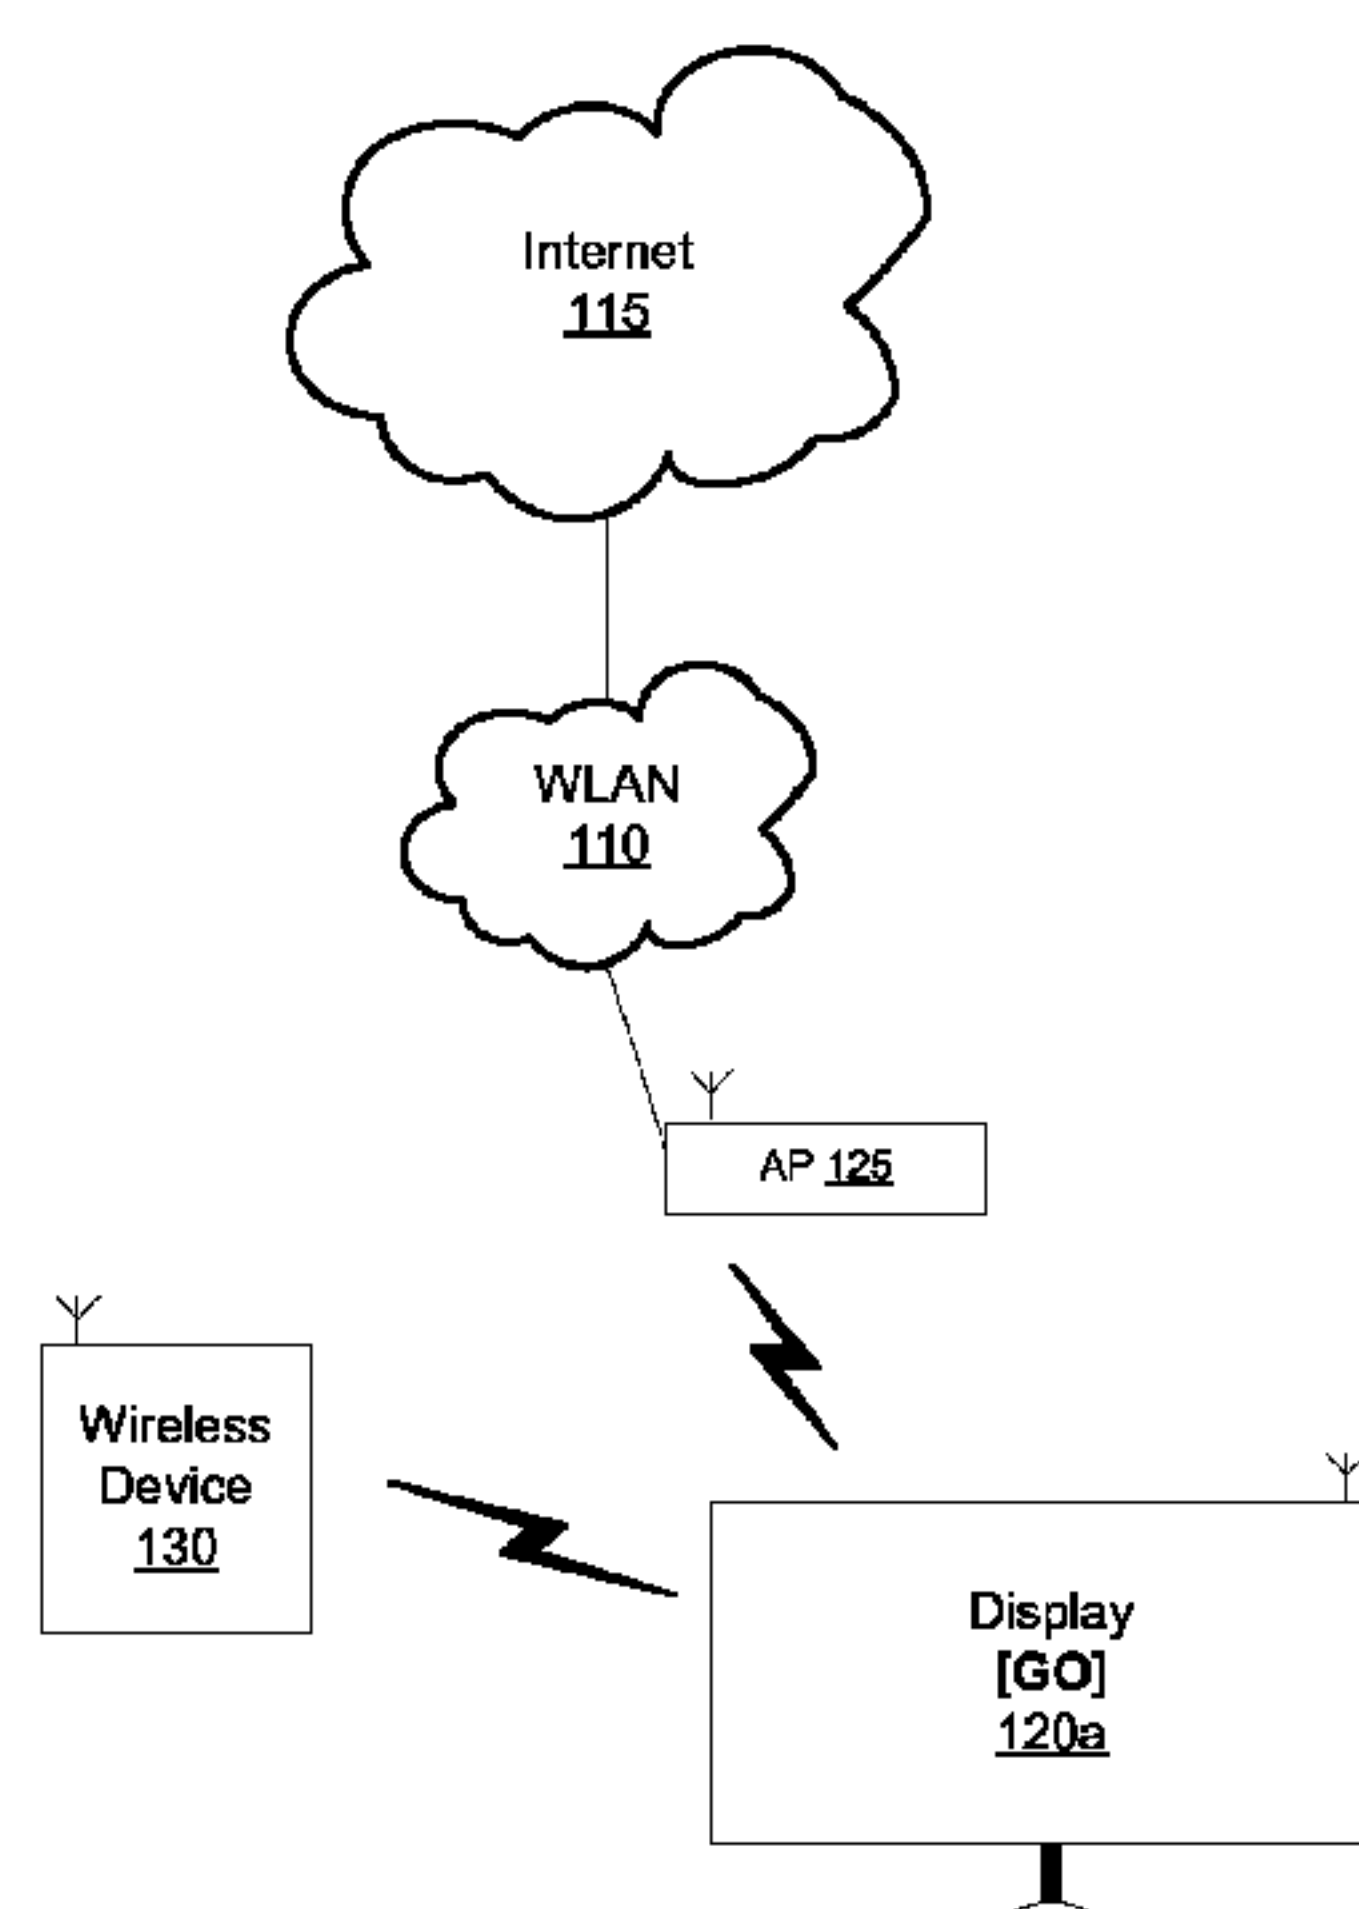 Internet
115
WLAN
110
AP 125
Wireless
Device
130
Display
[GO]
120a